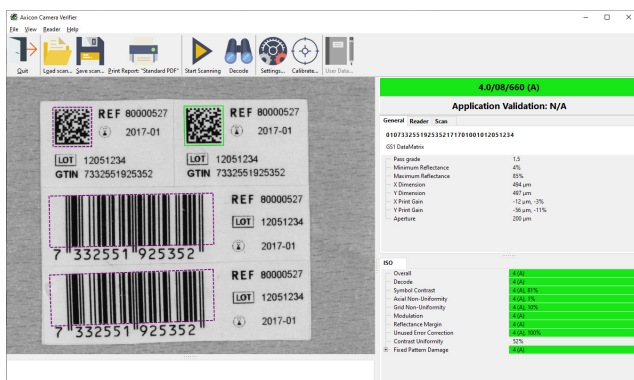 Axicon Camera Verifier
File View Reader Help
Quit Load scan... Save scan... Print Report: "Standard PDF" Start Scanning Decode Settings... Calibrate... User Data...
REF 80000527
2017-01
LOT 12051234
GTIN 7332551925352
REF 80000527
2017-01
LOT 12051234
GTIN 7332551925352
REF 80000527
LOT 12051234
2017-01
7 332551 925352
REF 80000527
LOT 12051234
2017-01
7 332551 925352
4.0/08/660 (A)
Application Validation: N/A
General Reader Scan
0107332551925352171701001012051234
GS1 DataMatrix
Pass grade 1.5
Minimum Reflectance 4%
Maximum Reflectance 85%
X Dimension 494 µm
Y Dimension 497 µm
X Print Gain -12 µm, -3%
Y Print Gain -56 µm, -11%
Aperture 200 µm
ISO
Overall 4 (A)
Decode 4 (A)
Symbol Contrast 4 (A), 81%
Axial Non-Uniformity 4 (A), 1%
Grid Non-Uniformity 4 (A), 10%
Modulation 4 (A)
Reflectance Margin 4 (A)
Unused Error Correction 4 (A), 100%
Contrast Uniformity 52%
Fixed Pattern Damage 4 (A)